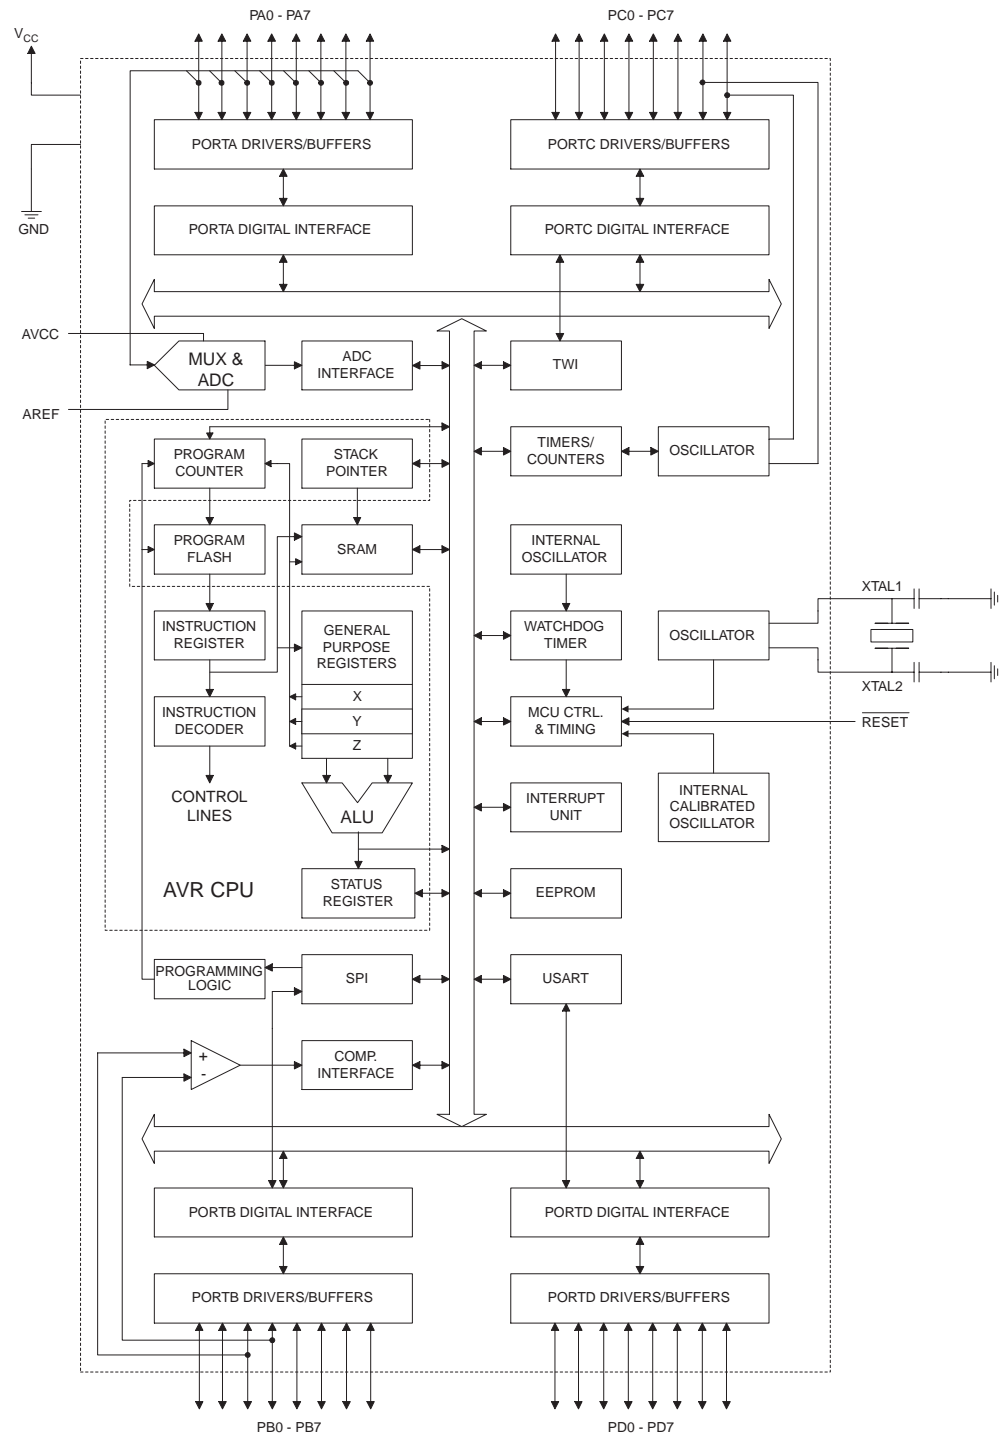 PA0 - PA7
PC0 - PC7
VCC
PORTA DRIVERS/BUFFERS
PORTC DRIVERS/BUFFERS
GND
PORTA DIGITAL INTERFACE
PORTC DIGITAL INTERFACE
AVCC
MUX &
ADC
ADC
INTERFACE
TWI
AREF
PROGRAM
COUNTER
STACK
POINTER
TIMERS/
COUNTERS
OSCILLATOR
PROGRAM
FLASH
SRAM
INTERNAL
OSCILLATOR
XTAL1
INSTRUCTION
REGISTER
GENERAL
PURPOSE
REGISTERS
WATCHDOG
TIMER
OSCILLATOR
XTAL2
X
INSTRUCTION
DECODER
Y
MCU CTRL.
& TIMING
RESET
Z
CONTROL
LINES
ALU
INTERRUPT
UNIT
INTERNAL
CALIBRATED
OSCILLATOR
AVR CPU
STATUS
REGISTER
EEPROM
PROGRAMMING
LOGIC
SPI
USART
+
-
COMP.
INTERFACE
PORTB DIGITAL INTERFACE
PORTD DIGITAL INTERFACE
PORTB DRIVERS/BUFFERS
PORTD DRIVERS/BUFFERS
PB0 - PB7
PD0 - PD7